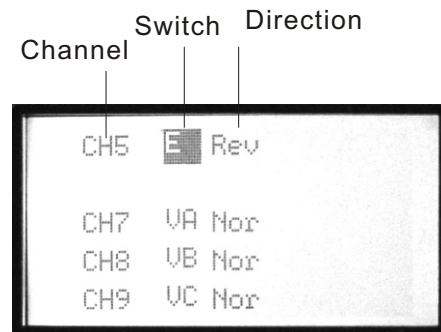 Switch Direction
Channel
CH5 E Rev
CH7 VA Nor
CH8 VB Nor
CH9 VC Nor